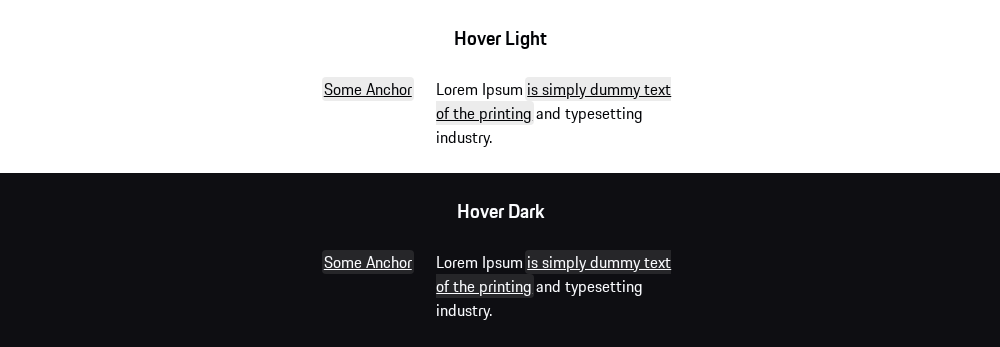 Hover Light
Some Anchor
Lorem Ipsum is simply dummy text
of the printing and typesetting
industry.
Hover Dark
Some Anchor
Lorem Ipsum is simply dummy text
of the printing and typesetting
industry.